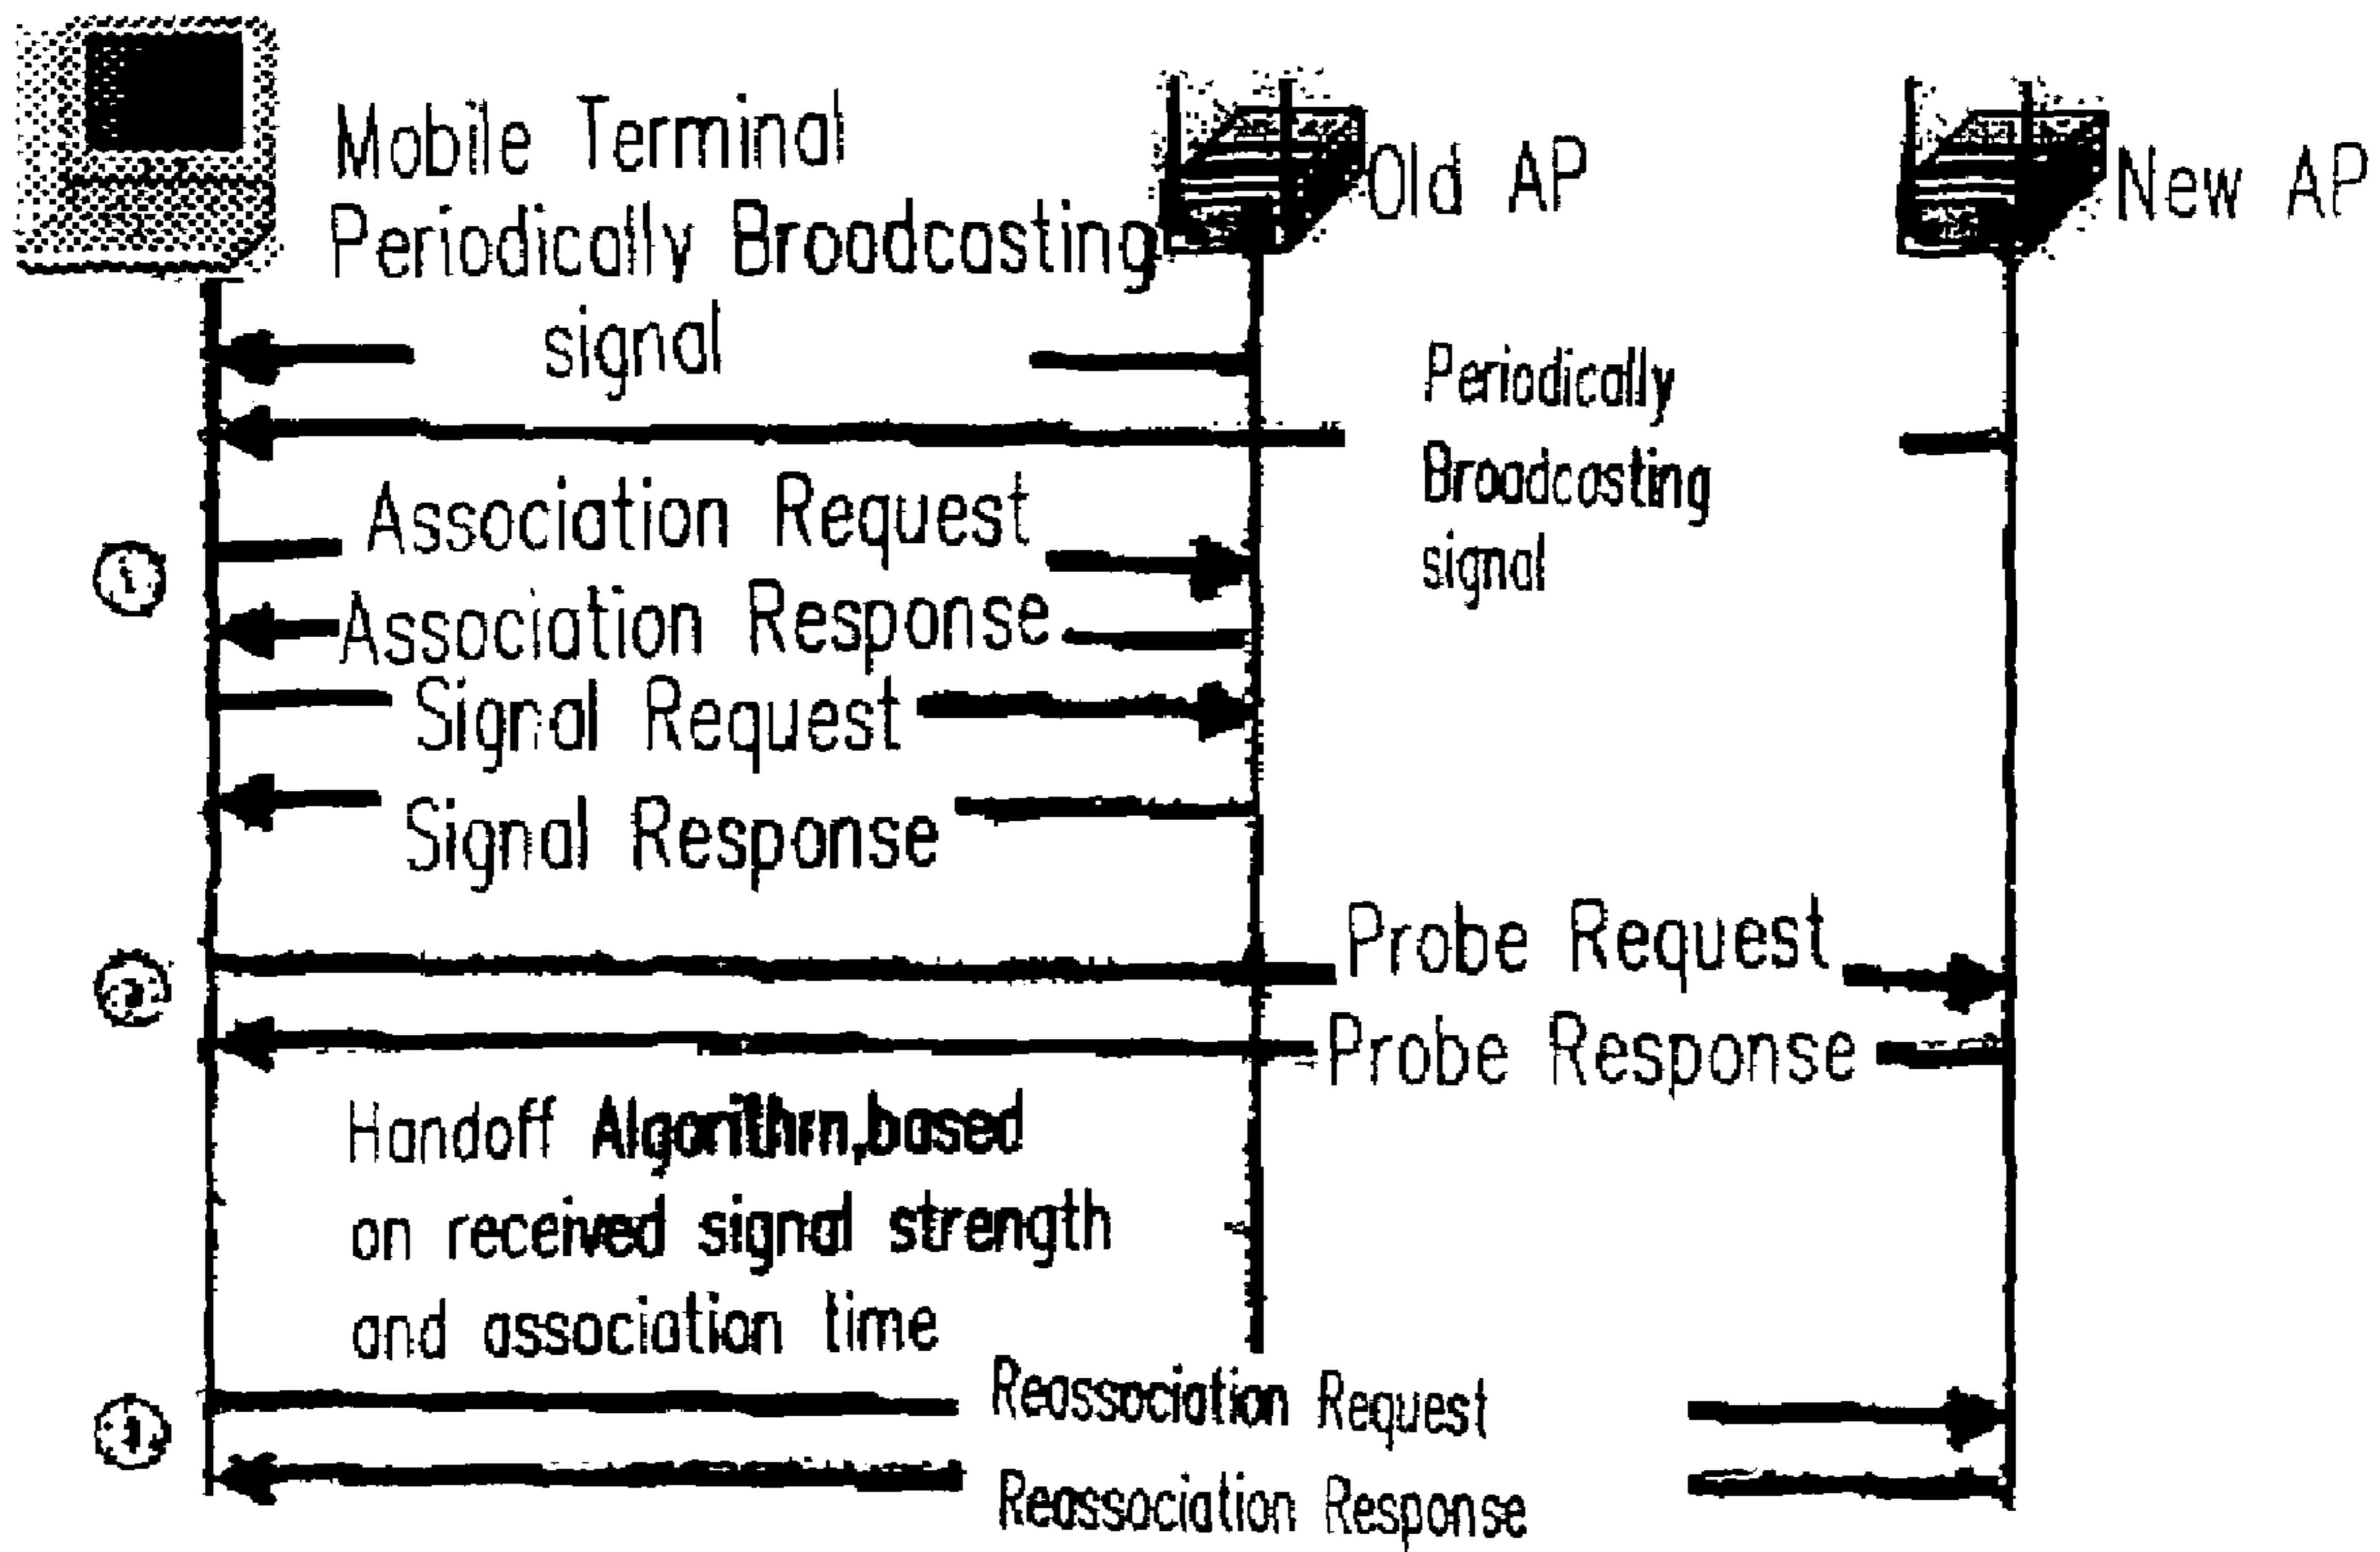 Mobile Terminal
Old AP
New AP
Periodically Broadcasting
signal
Periodically
Broadcasting
signal
Association Request
1
Association Response
Signal Request
Signal Response
Probe Request
2
Probe Response
Handoff Algorithm,based
on received signal strength
and association time
Reassociation Request
Reassociation Response